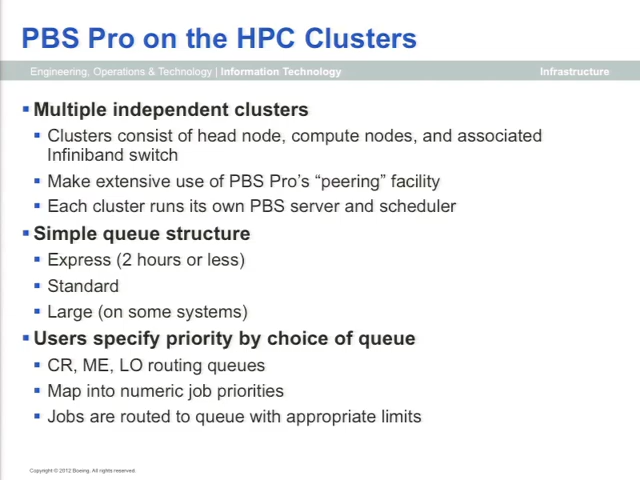 PBS Pro on the HPC Clusters
Engineering, Operations & Technology | Information Technology
Infrastructure
▪ Multiple independent clusters
▪ Clusters consist of head node, compute nodes, and associated
Infiniband switch
▪ Make extensive use of PBS Pro's “peering” facility
▪ Each cluster runs its own PBS server and scheduler
▪ Simple queue structure
▪ Express (2 hours or less)
▪ Standard
▪ Large (on some systems)
▪ Users specify priority by choice of queue
▪ CR, ME, LO routing queues
▪ Map into numeric job priorities
▪ Jobs are routed to queue with appropriate limits
Copyright © 2012 Boeing. All rights reserved.